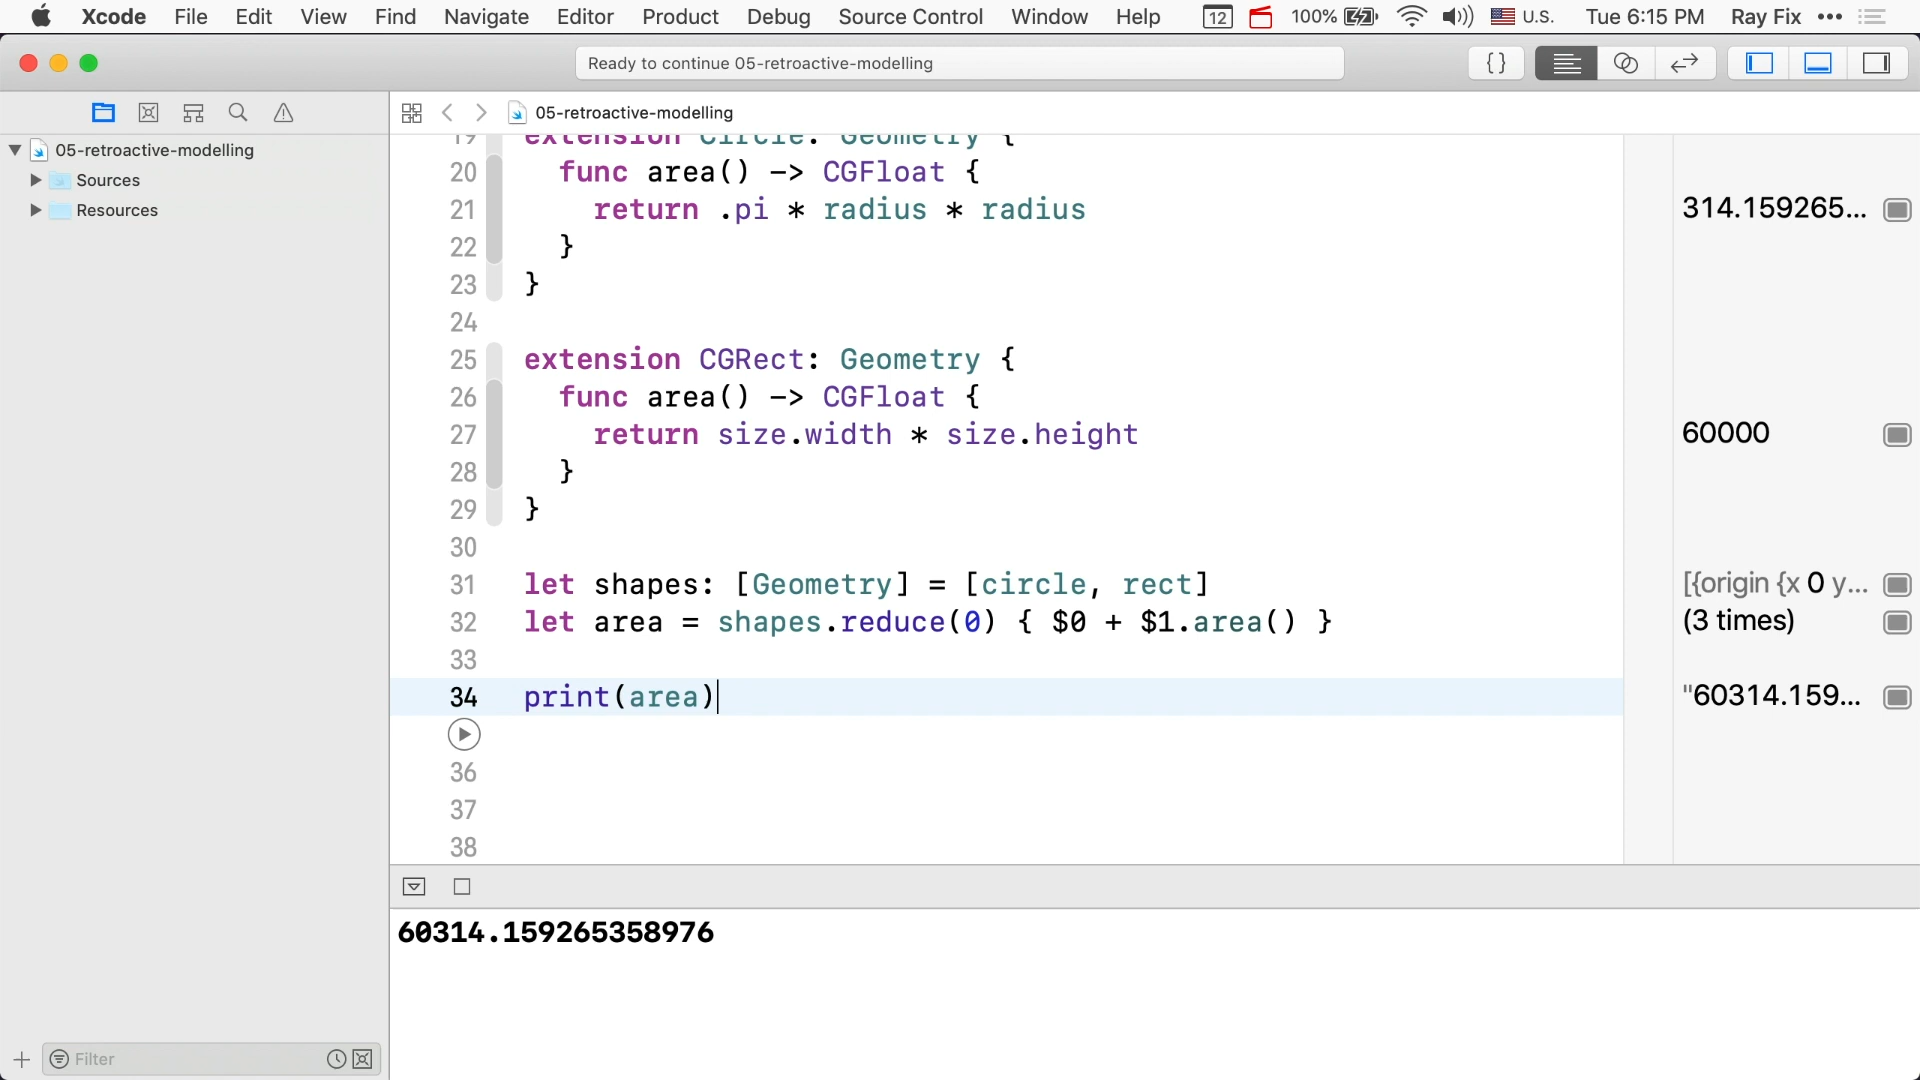 Xcode File Edit View Find Navigate Editor Product Debug Source Control Window Help 12 100% U.S. Tue 6:15 PM Ray Fix
Ready to continue 05-retroactive-modelling
{}
05-retroactive-modelling
05-retroactive-modelling
Sources
Resources
19 extension Circle: Geometry {
20 func area() -> CGFloat {
21 return .pi * radius * radius 314.159265...
22 }
23 }
24
25 extension CGRect: Geometry {
26 func area() -> CGFloat {
27 return size.width * size.height 60000
28 }
29 }
30
31 let shapes: [Geometry] = [circle, rect] [{origin {x 0 y...
32 let area = shapes.reduce(0) { $0 + $1.area() } (3 times)
33
34 print(area) "60314.159...
36
37
38
60314.159265358976
Filter